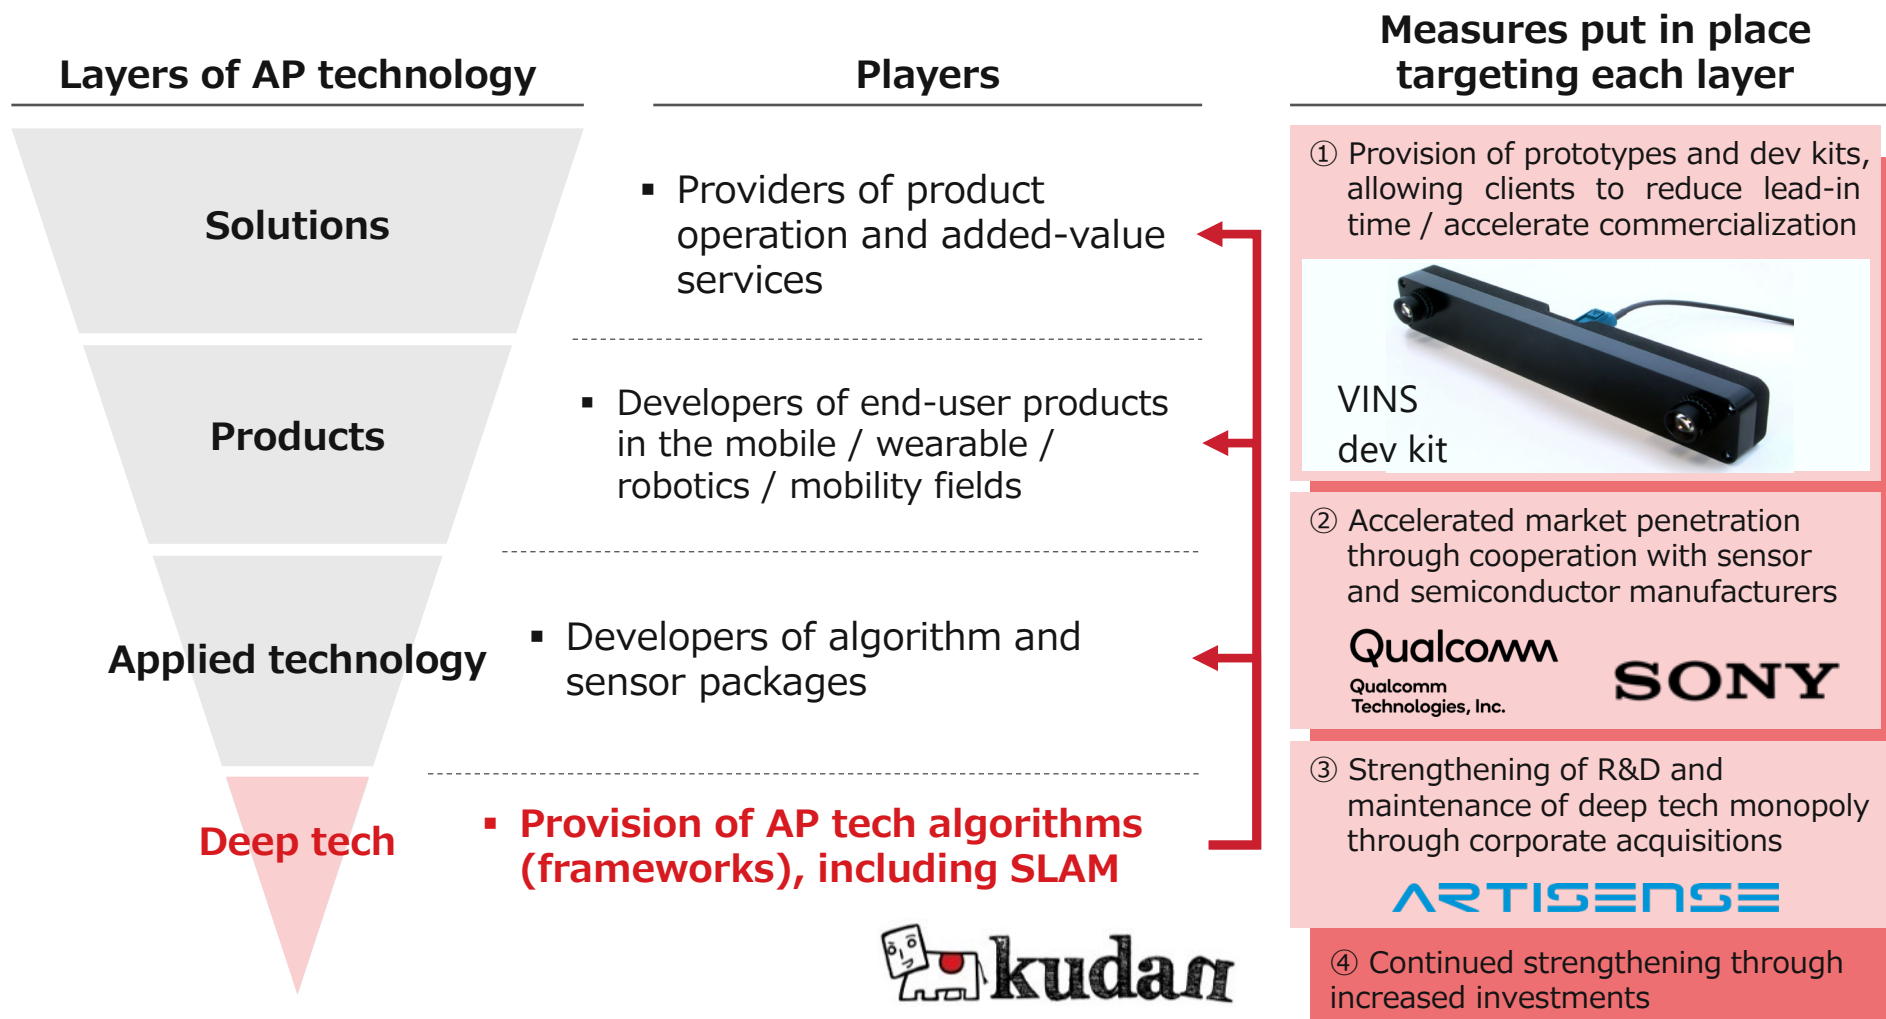 Layers of AP technology
Players
Measures put in place
targeting each layer
Solutions
▪ Providers of product
operation and added-value
services
① Provision of prototypes and dev kits,
allowing clients to reduce lead-in
time / accelerate commercialization
VINS
dev kit
Products
▪ Developers of end-user products
in the mobile / wearable /
robotics / mobility fields
② Accelerated market penetration
through cooperation with sensor
and semiconductor manufacturers
Qualcomm
Qualcomm
Technologies, Inc.
SONY
Applied technology
▪ Developers of algorithm and
sensor packages
③ Strengthening of R&D and
maintenance of deep tech monopoly
through corporate acquisitions
ARTISENSE
Deep tech
▪ Provision of AP tech algorithms
(frameworks), including SLAM
kudan
④ Continued strengthening through
increased investments